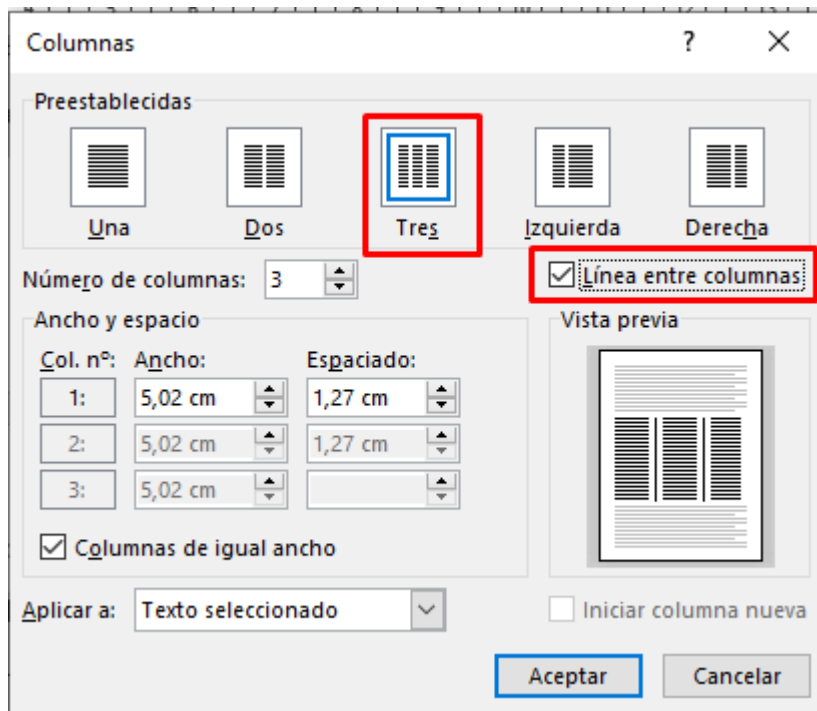 Columnas ?
Preestablecidas
Una Dos Tres Izquierda Derecha
Número de columnas: 3 Línea entre columnas
Ancho y espacio Vista previa
Col. nº: Ancho: Espaciado:
1: 5,02 cm 1,27 cm
2: 5,02 cm 1,27 cm
3: 5,02 cm
Columnas de igual ancho
Aplicar a: Texto seleccionado Iniciar columna nueva
Aceptar Cancelar